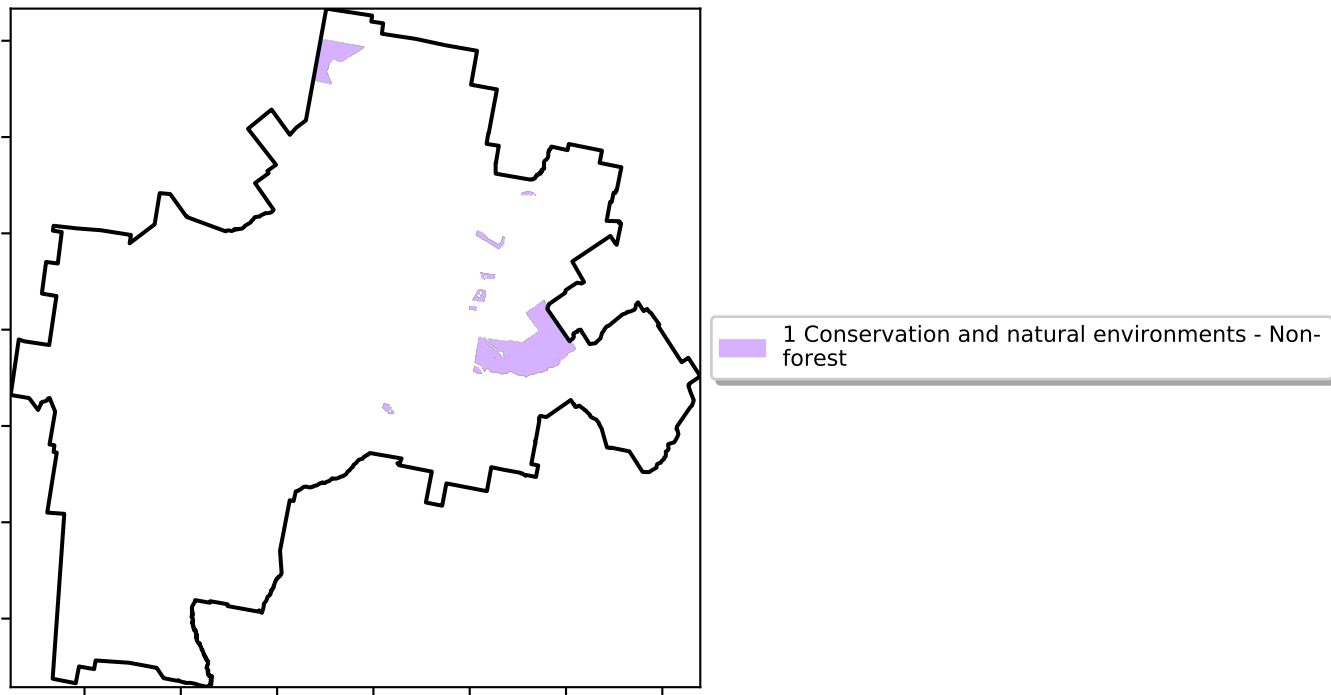 1 Conservation and natural environments - Non-
forest